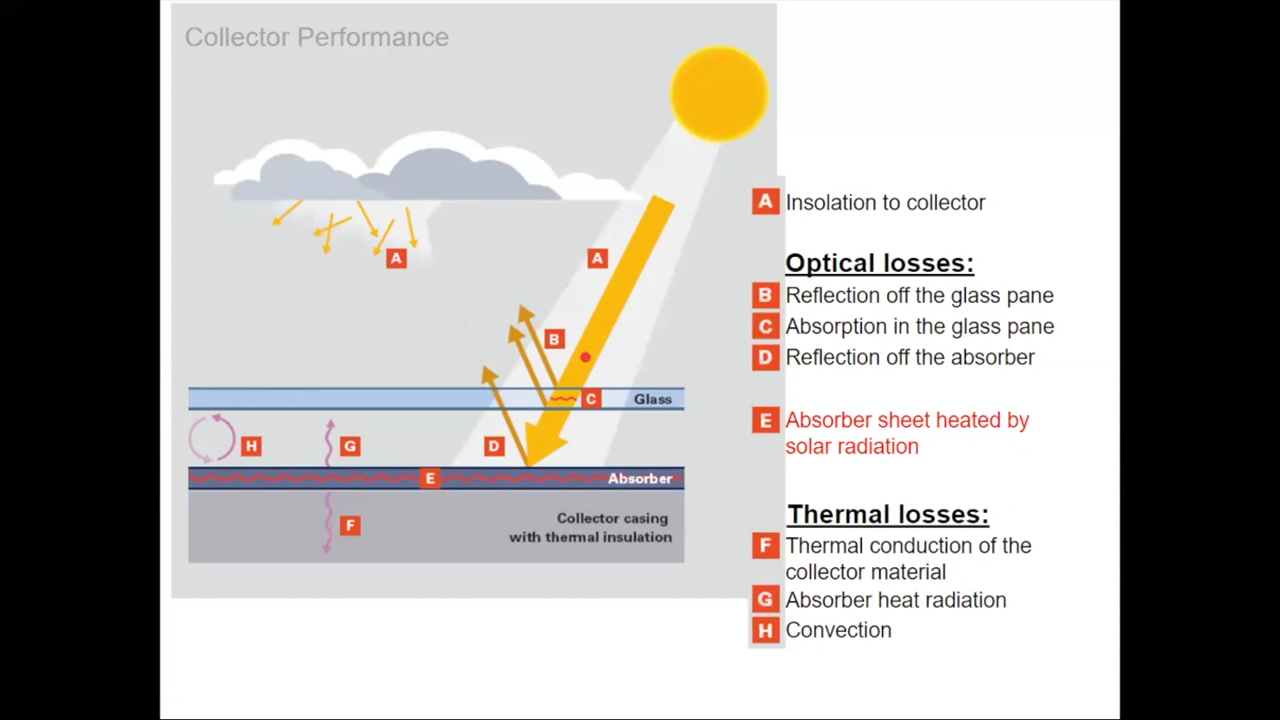 Collector Performance
A Insolation to collector
Optical losses:
B Reflection off the glass pane
C Absorption in the glass pane
D Reflection off the absorber
E Absorber sheet heated by
solar radiation
Thermal losses:
F Thermal conduction of the
collector material
G Absorber heat radiation
H Convection
A
A
B
C
Glass
H
G
D
E
Absorber
F
Collector casing
with thermal insulation